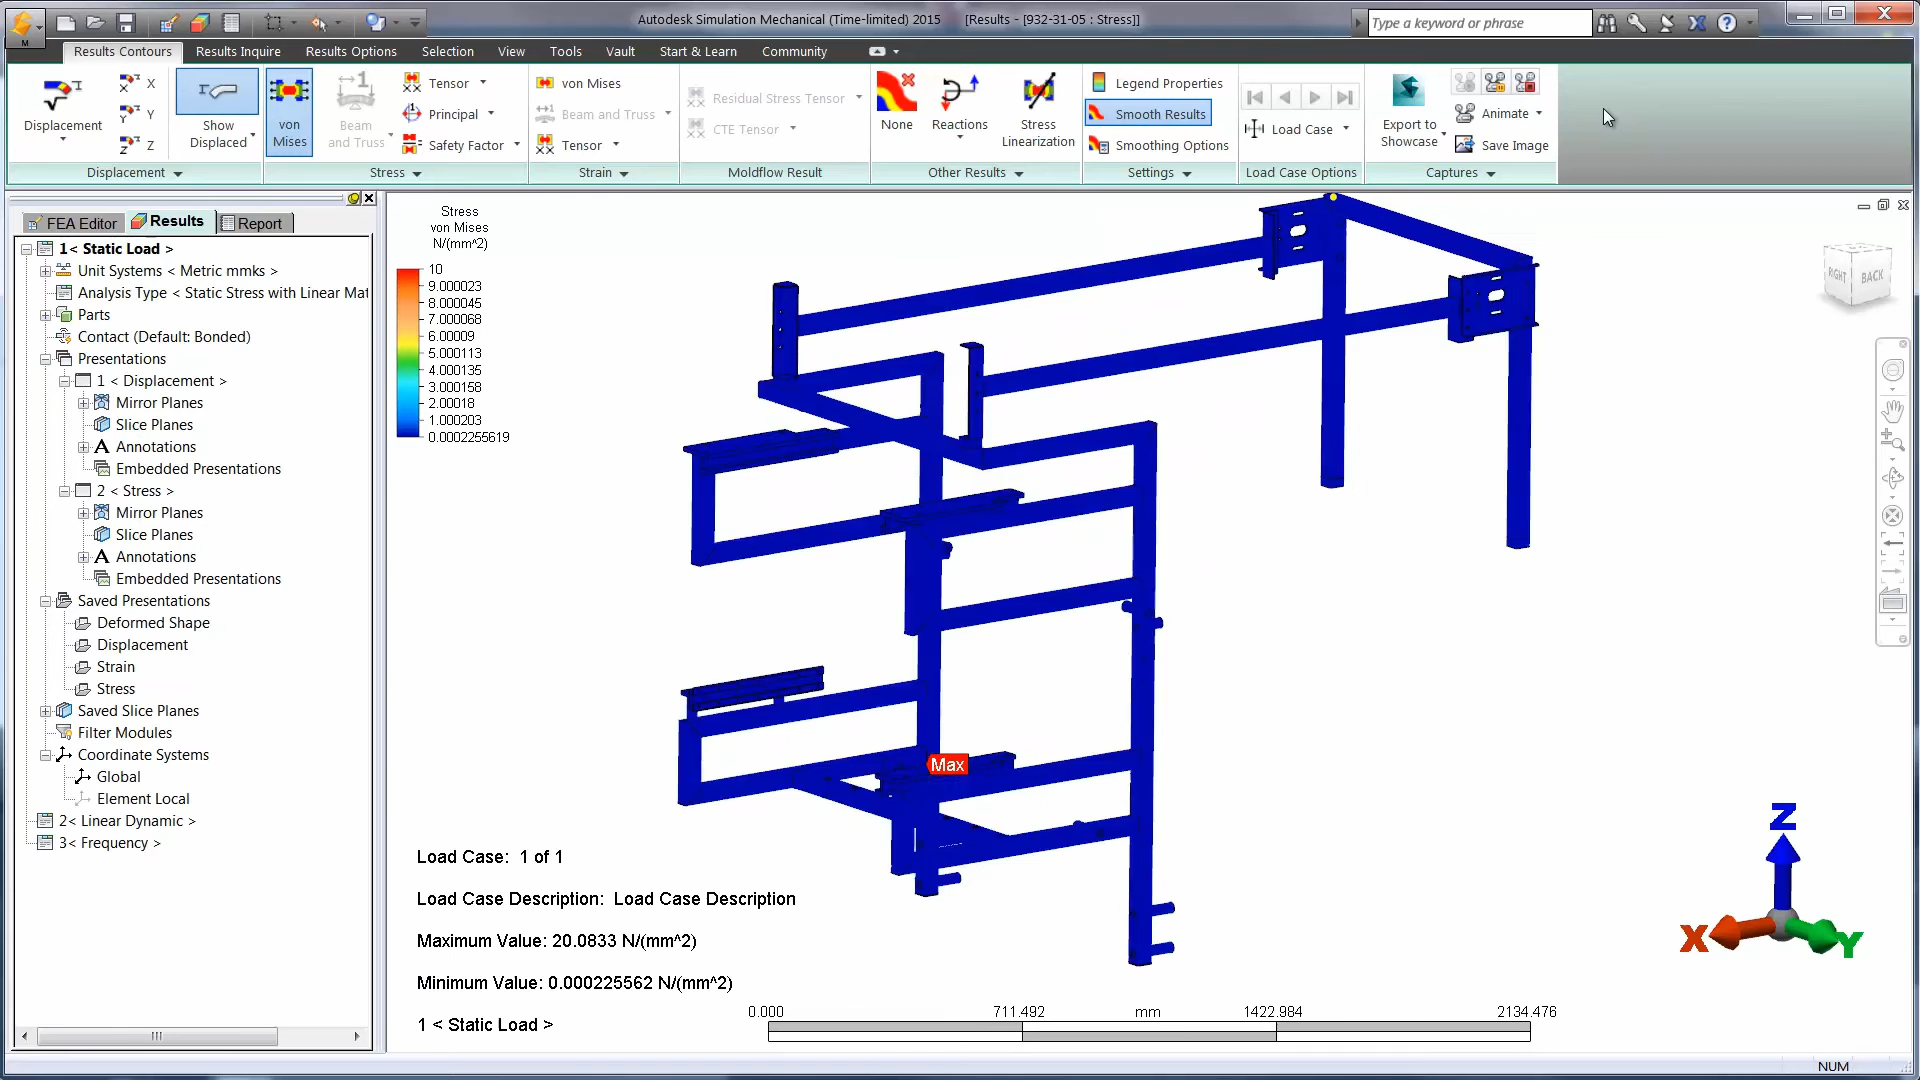 Autodesk Simulation Mechanical (Time-limited) 2015 [Results - [932-31-05 : Stress]]
Type a keyword or phrase
M
Results Contours Results Inquire Results Options Selection View Tools Vault Start & Learn Community
Displacement
X
Y
Z
Show Displaced
von Mises
Beam and Truss
Tensor
Principal
Safety Factor
von Mises
Beam and Truss
Tensor
Residual Stress Tensor
CTE Tensor
None
Reactions
Stress Linearization
Legend Properties
Smooth Results
Smoothing Options
Load Case
Export to Showcase
Animate
Save Image
Displacement Stress Strain Moldflow Result Other Results Settings Load Case Options Captures
FEA Editor Results Report
1< Static Load >
Unit Systems < Metric mmks >
Analysis Type < Static Stress with Linear Mat
Parts
Contact (Default: Bonded)
Presentations
1 < Displacement >
Mirror Planes
Slice Planes
Annotations
Embedded Presentations
2 < Stress >
Mirror Planes
Slice Planes
Annotations
Embedded Presentations
Saved Presentations
Deformed Shape
Displacement
Strain
Stress
Saved Slice Planes
Filter Modules
Coordinate Systems
Global
Element Local
2< Linear Dynamic >
3< Frequency >
Stress
von Mises
N/(mm^2)
10
9.000023
8.000045
7.000068
6.00009
5.000113
4.000135
3.000158
2.00018
1.000203
0.0002255619
RIGHT BACK
Max
Load Case: 1 of 1
Load Case Description: Load Case Description
Maximum Value: 20.0833 N/(mm^2)
Minimum Value: 0.000225562 N/(mm^2)
1 < Static Load >
0.000 711.492 mm 1422.984 2134.476
Z
X
Y
NUM